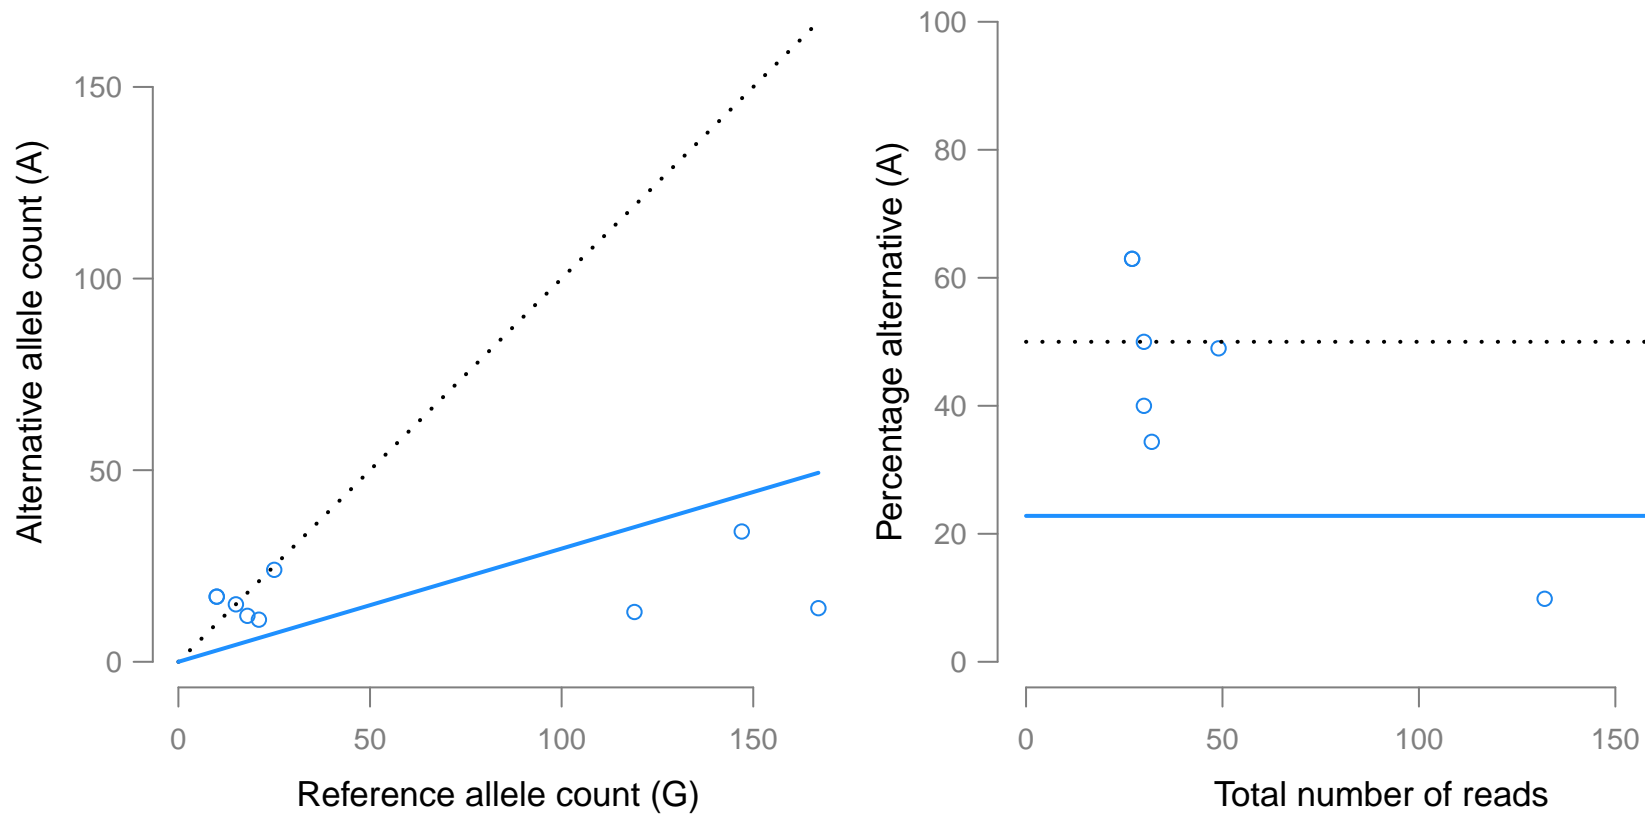 Alternative allele count (A)
150
100
50
0
0 50 100 150
Reference allele count (G)
Percentage alternative (A)
100
80
60
40
20
0
0 50 100 150
Total number of reads